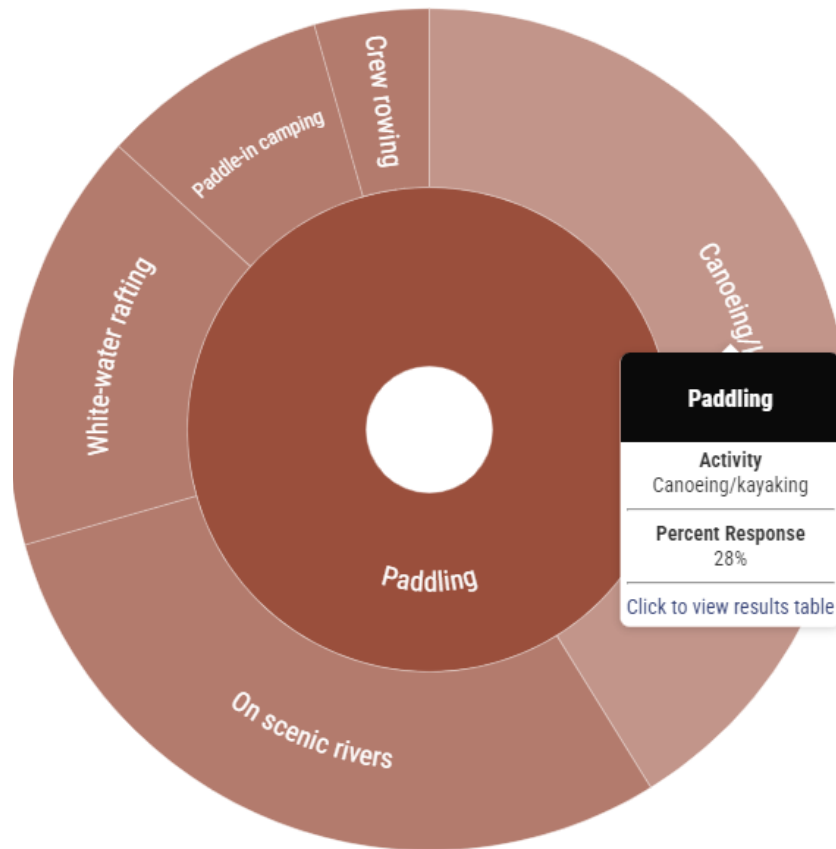 Crew rowing
Paddle-in camping
White-water rafting
Canoeing/
Paddling
On scenic rivers
Paddling
Activity
Canoeing/kayaking
Percent Response
28%
Click to view results table